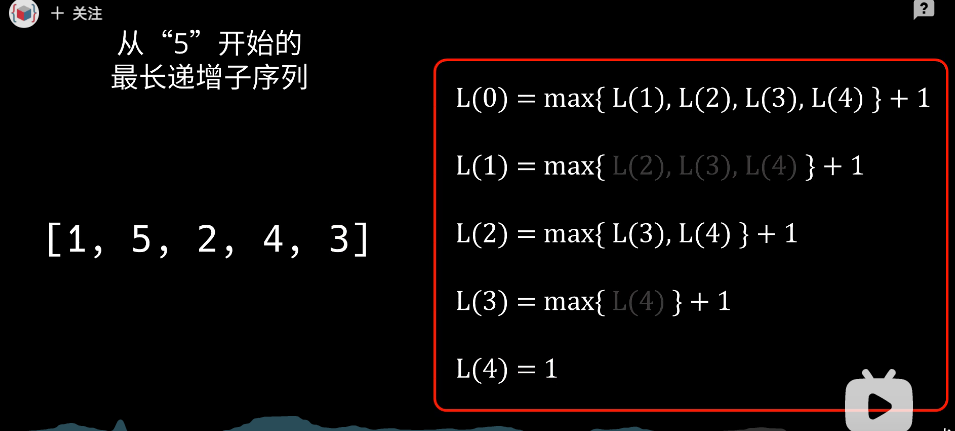 + 关注
从“5”开始的
最长递增子序列
[1, 5, 2, 4, 3]
L(0) = max{ L(1), L(2), L(3), L(4) } + 1
L(1) = max{ L(2), L(3), L(4) } + 1
L(2) = max{ L(3), L(4) } + 1
L(3) = max{ L(4) } + 1
L(4) = 1
?